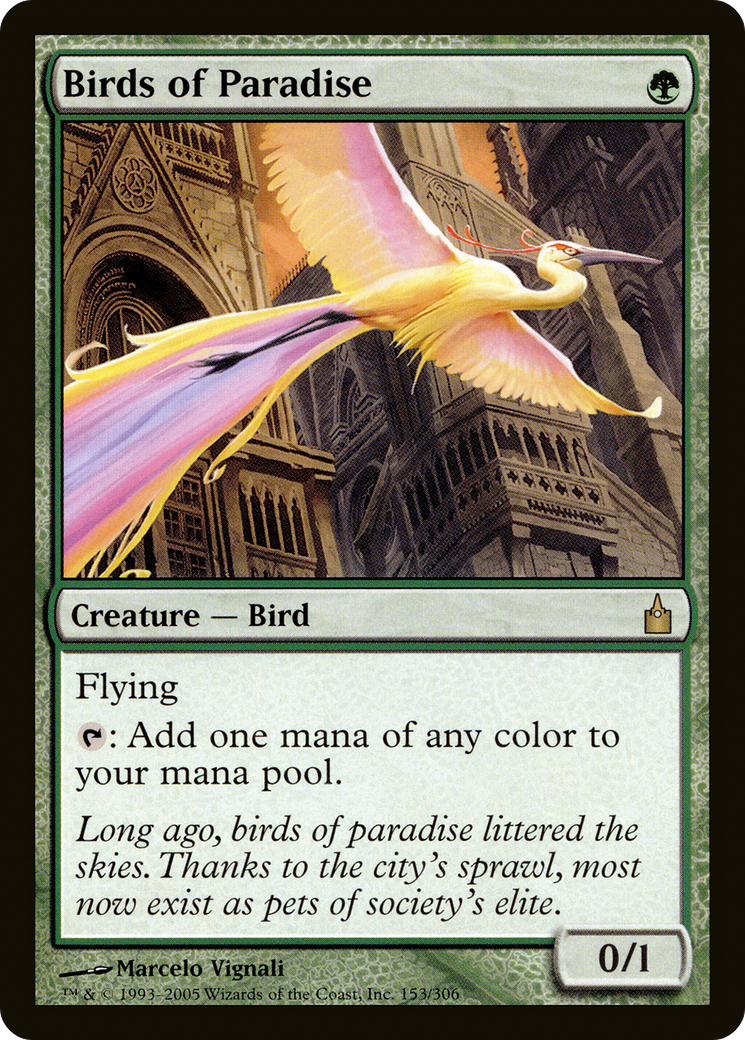 Birds of Paradise
Creature — Bird
Flying
: Add one mana of any color to
your mana pool.
Long ago, birds of paradise littered the
skies. Thanks to the city's sprawl, most
now exist as pets of society's elite.
0/1
Marcelo Vignali
™ & © 1993–2005 Wizards of the Coast, Inc. 153/306